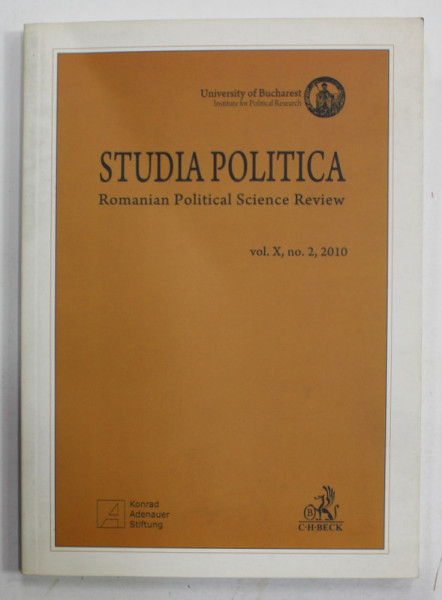 University of Bucharest
Institute for Political Research
STUDIA POLITICA
Romanian Political Science Review
vol. X, no. 2, 2010
Konrad
Adenauer
Stiftung
C·H·BECK